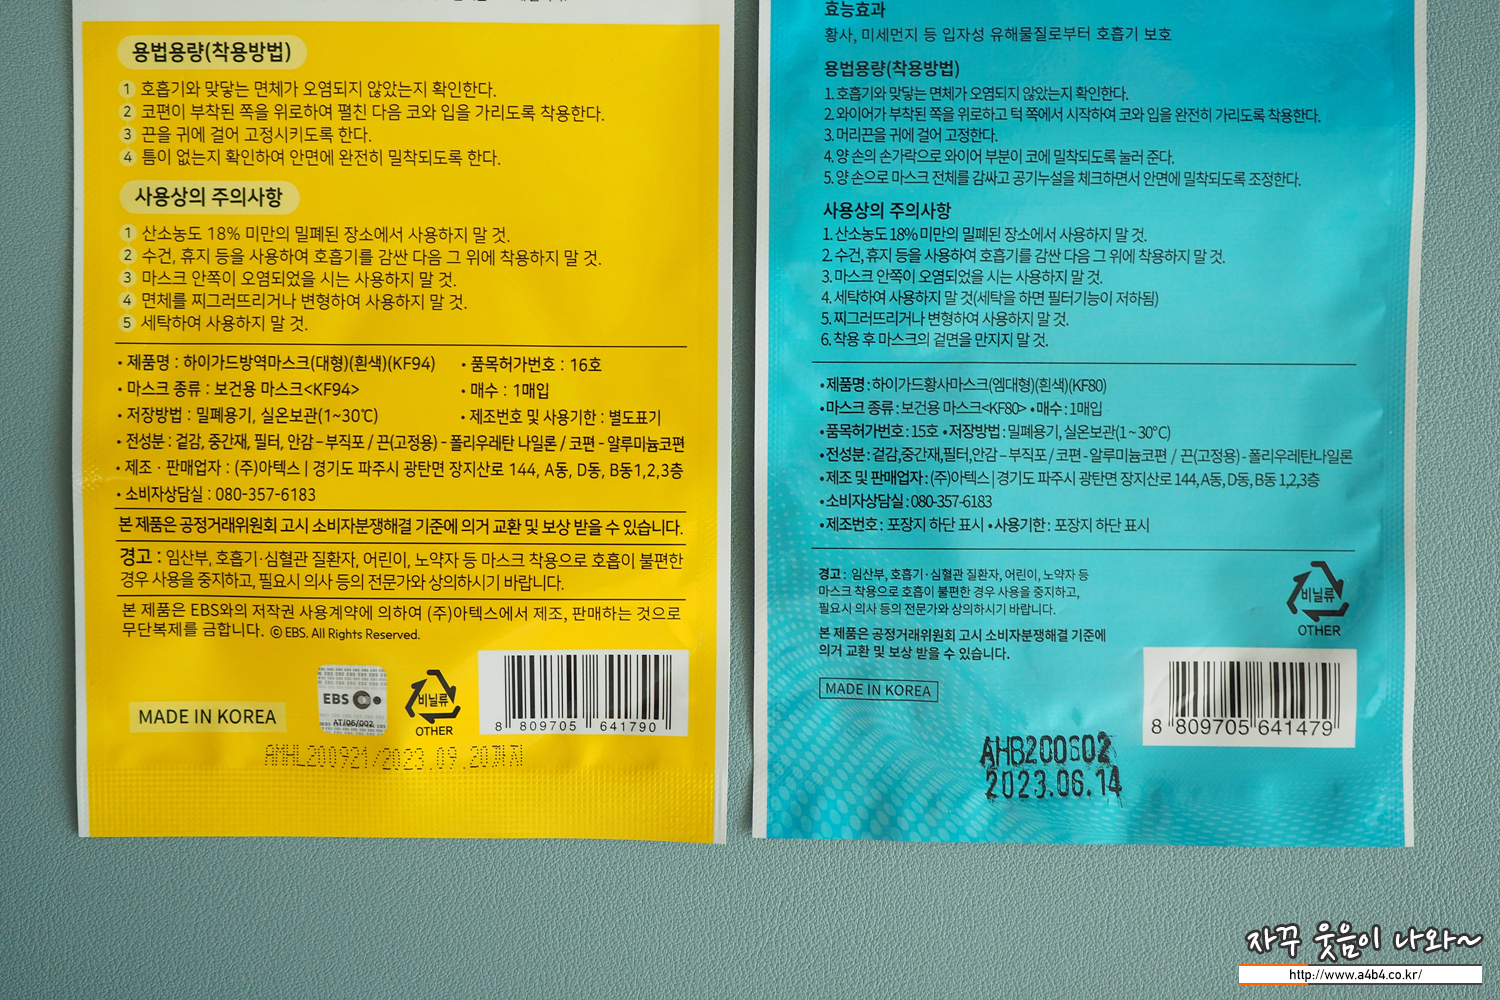 용법용량(착용방법)
1 호흡기와 맞닿는 면체가 오염되지 않았는지 확인한다.
2 코편이 부착된 쪽을 위로하여 펼친 다음 코와 입을 가리도록 착용한다.
3 끈을 귀에 걸어 고정시키도록 한다.
4 틈이 없는지 확인하여 안면에 완전히 밀착되도록 한다.
사용상의 주의사항
1 산소농도 18% 미만의 밀폐된 장소에서 사용하지 말 것.
2 수건, 휴지 등을 사용하여 호흡기를 감싼 다음 그 위에 착용하지 말 것.
3 마스크 안쪽이 오염되었을 시는 사용하지 말 것.
4 면체를 찌그러뜨리거나 변형하여 사용하지 말 것.
5 세탁하여 사용하지 말 것.
• 제품명 : 하이가드방역마스크(대형)(흰색)(KF94) • 품목허가번호 : 16호
• 마스크 종류 : 보건용 마스크<KF94> • 매수 : 1매입
• 저장방법 : 밀폐용기, 실온보관(1~30℃) • 제조번호 및 사용기한 : 별도표기
• 전성분 : 겉감, 중간재, 필터, 안감 – 부직포 / 끈(고정용) - 폴리우레탄 나일론 / 코편 - 알루미늄코편
• 제조 · 판매업자 : (주)아텍스 | 경기도 파주시 광탄면 장지산로 144, A동, D동, B동1,2,3층
• 소비자상담실 : 080-357-6183
본 제품은 공정거래위원회 고시 소비자분쟁해결 기준에 의거 교환 및 보상 받을 수 있습니다.
경고 : 임산부, 호흡기·심혈관 질환자, 어린이, 노약자 등 마스크 착용으로 호흡이 불편한
경우 사용을 중지하고, 필요시 의사 등의 전문가와 상의하시기 바랍니다.
본 제품은 EBS와의 저작권 사용계약에 의하여 (주)아텍스에서 제조, 판매하는 것으로
무단복제를 금합니다. ⓒ EBS. All Rights Reserved.
MADE IN KOREA
EBS
AT/06/002
비닐류
OTHER
8 809705 641790
AMHL200921/2023.09.20까지
효능효과
황사, 미세먼지 등 입자성 유해물질로부터 호흡기 보호
용법용량(착용방법)
1. 호흡기와 맞닿는 면체가 오염되지 않았는지 확인한다.
2. 와이어가 부착된 쪽을 위로하고 턱 쪽에서 시작하여 코와 입을 완전히 가리도록 착용한다.
3. 머리끈을 귀에 걸어 고정한다.
4. 양 손의 손가락으로 와이어 부분이 코에 밀착되도록 눌러 준다.
5. 양 손으로 마스크 전체를 감싸고 공기누설을 체크하면서 안면에 밀착되도록 조정한다.
사용상의 주의사항
1. 산소농도 18% 미만의 밀폐된 장소에서 사용하지 말 것.
2. 수건, 휴지 등을 사용하여 호흡기를 감싼 다음 그 위에 착용하지 말 것.
3. 마스크 안쪽이 오염되었을 시는 사용하지 말 것.
4. 세탁하여 사용하지 말 것(세탁을 하면 필터기능이 저하됨)
5. 찌그러뜨리거나 변형하여 사용하지 말 것.
6. 착용 후 마스크의 겉면을 만지지 말 것.
• 제품명 : 하이가드황사마스크(엠대형)(흰색)(KF80)
• 마스크 종류 : 보건용 마스크<KF80> • 매수 : 1매입
• 품목허가번호 : 15호 • 저장방법 : 밀폐용기, 실온보관(1~30℃)
• 전성분 : 겉감,중간재,필터,안감 – 부직포 / 코편 - 알루미늄코편 / 끈(고정용) - 폴리우레탄나일론
• 제조 및 판매업자 : (주)아텍스 | 경기도 파주시 광탄면 장지산로 144, A동, D동, B동 1,2,3층
• 소비자상담실 : 080-357-6183
• 제조번호 : 포장지 하단 표시 • 사용기한 : 포장지 하단 표시
경고 : 임산부, 호흡기·심혈관 질환자, 어린이, 노약자 등
마스크 착용으로 호흡이 불편한 경우 사용을 중지하고,
필요시 의사 등의 전문가와 상의하시기 바랍니다.
본 제품은 공정거래위원회 고시 소비자분쟁해결 기준에
의거 교환 및 보상 받을 수 있습니다.
MADE IN KOREA
비닐류
OTHER
8 809705 641479
AHB200602
2023.06.14
자꾸 웃음이 나와~
http://www.a4b4.co.kr/